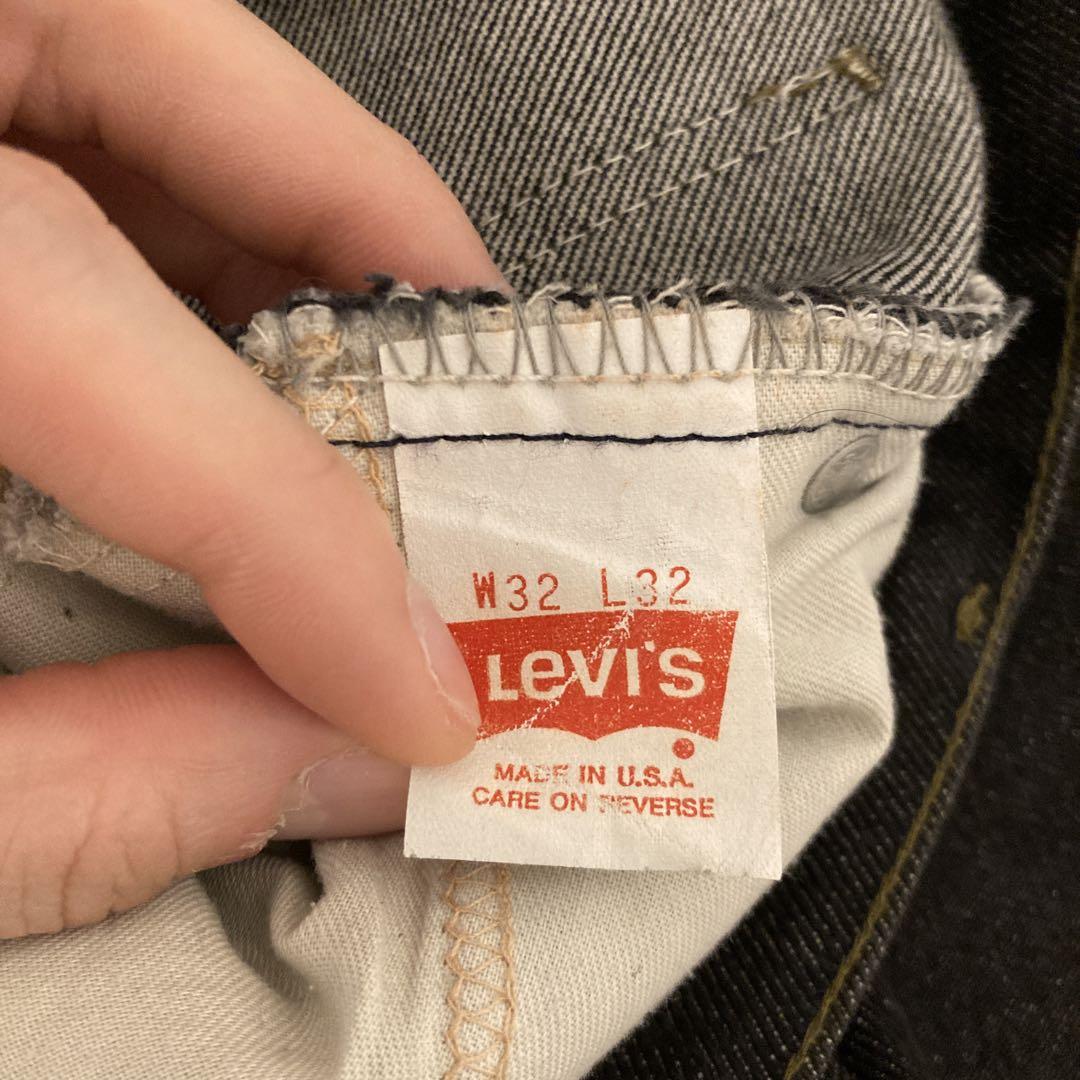 W32 L32
Levi's
MADE IN U.S.A.
CARE ON REVERSE